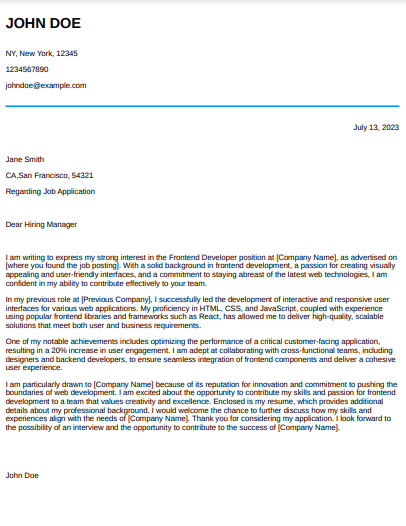 JOHN DOE
NY, New York, 12345
1234567890
johndoe@example.com
July 13, 2023
Jane Smith
CA,San Francisco, 54321
Regarding Job Application
Dear Hiring Manager
I am writing to express my strong interest in the Frontend Developer position at [Company Name], as advertised on
[where you found the job posting]. With a solid background in frontend development, a passion for creating visually
appealing and user-friendly interfaces, and a commitment to staying abreast of the latest web technologies, I am
confident in my ability to contribute effectively to your team.
In my previous role at [Previous Company], I successfully led the development of interactive and responsive user
interfaces for various web applications. My proficiency in HTML, CSS, and JavaScript, coupled with experience
using popular frontend libraries and frameworks such as React, has allowed me to deliver high-quality, scalable
solutions that meet both user and business requirements.
One of my notable achievements includes optimizing the performance of a critical customer-facing application,
resulting in a 20% increase in user engagement. I am adept at collaborating with cross-functional teams, including
designers and backend developers, to ensure seamless integration of frontend components and deliver a cohesive
user experience.
I am particularly drawn to [Company Name] because of its reputation for innovation and commitment to pushing the
boundaries of web development. I am excited about the opportunity to contribute my skills and passion for frontend
development to a team that values creativity and excellence. Enclosed is my resume, which provides additional
details about my professional background. I would welcome the chance to further discuss how my skills and
experiences align with the needs of [Company Name]. Thank you for considering my application. I look forward to
the possibility of an interview and the opportunity to contribute to the success of [Company Name].
John Doe